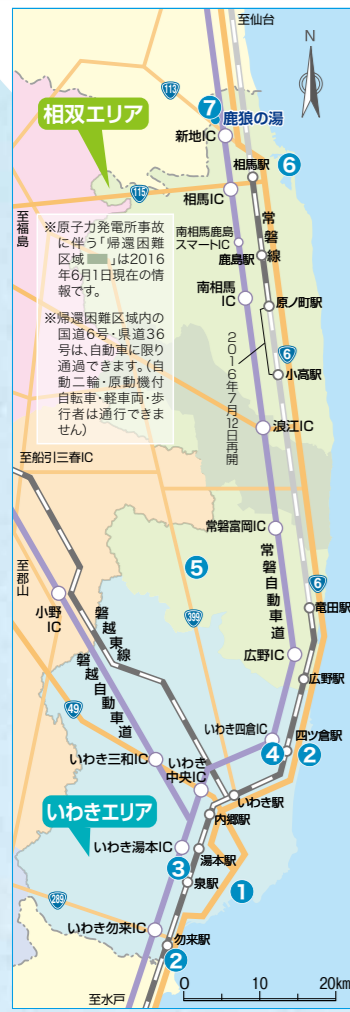 至仙台
N
113
相双エリア
7
鹿狼の湯
新地IC
相馬駅
6
115
相馬IC
至福島
※原子力発電所事故
に伴う「帰還困難
区域　」は2016
年6月1日現在の情
報です。
※帰還困難区域内の
国道6号・県道36
号は、自動車に限り
通過できます。(自
動二輪・原動機付
自転車・軽車両・歩
行者は通行できま
せん)
南相馬鹿島
スマートIC
常磐線
鹿島駅
南相馬
IC
原ノ町駅
2016年7月12日再開
6
小高駅
浪江IC
至船引三春IC
常磐富岡IC
至郡山
5
常磐自動車道
6
竜田駅
小野
IC
399
磐越東線
磐越自動車道
広野IC
広野駅
49
いわき四倉IC
四ツ倉駅
4
2
いわき三和IC
いわき
中央IC
いわきエリア
いわき駅
内郷駅
いわき湯本IC
湯本駅
3
泉駅
1
289
いわき勿来IC
勿来駅
2
至水戸
0
10
20km